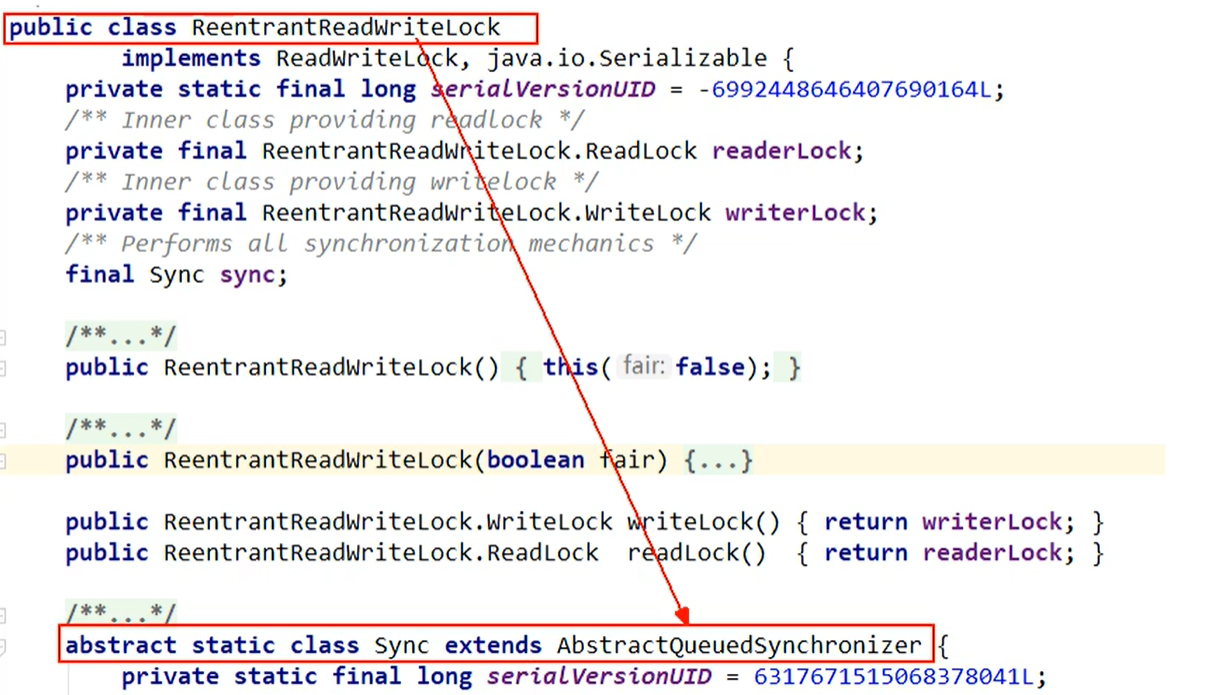 public class ReentrantReadWriteLock
implements ReadWriteLock, java.io.Serializable {
private static final long serialVersionUID = -6992448646407690164L;
/** Inner class providing readlock */
private final ReentrantReadWriteLock.ReadLock readerLock;
/** Inner class providing writelock */
private final ReentrantReadWriteLock.WriteLock writerLock;
/** Performs all synchronization mechanics */
final Sync sync;
/**...*/
public ReentrantReadWriteLock() { this( fair: false); }
/**...*/
public ReentrantReadWriteLock(boolean fair) {...}
public ReentrantReadWriteLock.WriteLock writeLock() { return writerLock; }
public ReentrantReadWriteLock.ReadLock readLock() { return readerLock; }
/**...*/
abstract static class Sync extends AbstractQueuedSynchronizer {
private static final long serialVersionUID = 6317671515068378041L;